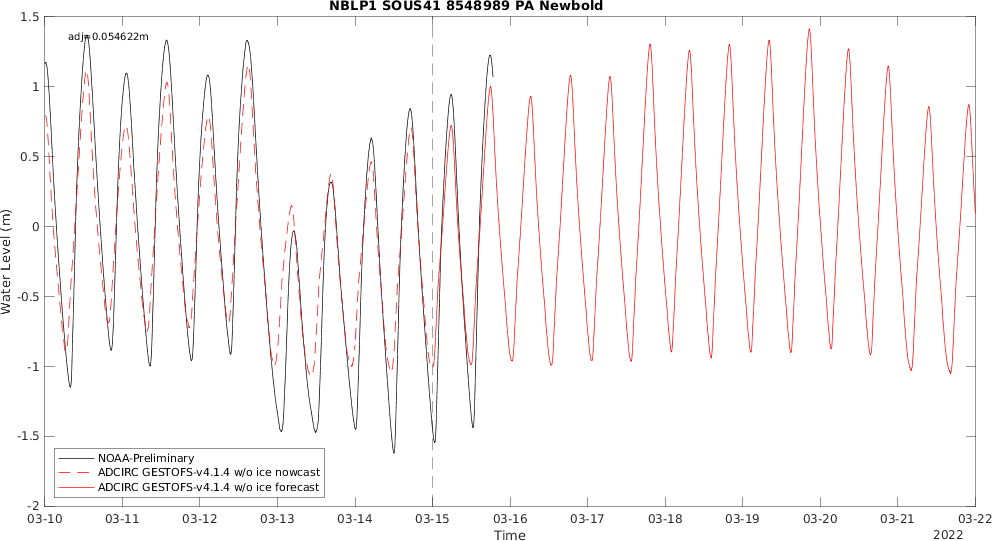 NBLP1 SOUS41 8548989 PA Newbold
adj=0.054622m
1.5
1
0.5
0
-0.5
-1
-1.5
-2
Water Level (m)
NOAA-Preliminary
ADCIRC GESTOFS-v4.1.4 w/o ice nowcast
ADCIRC GESTOFS-v4.1.4 w/o ice forecast
03-10 03-11 03-12 03-13 03-14 03-15 03-16 03-17 03-18 03-19 03-20 03-21 03-22
Time
2022